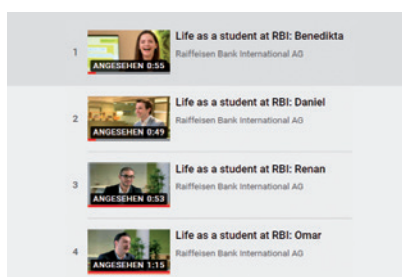 1
ANGESEHEN 0:55
Life as a student at RBI: Benedikta
Raiffeisen Bank International AG
2
ANGESEHEN 0:49
Life as a student at RBI: Daniel
Raiffeisen Bank International AG
3
ANGESEHEN 0:53
Life as a student at RBI: Renan
Raiffeisen Bank International AG
4
ANGESEHEN 1:15
Life as a student at RBI: Omar
Raiffeisen Bank International AG